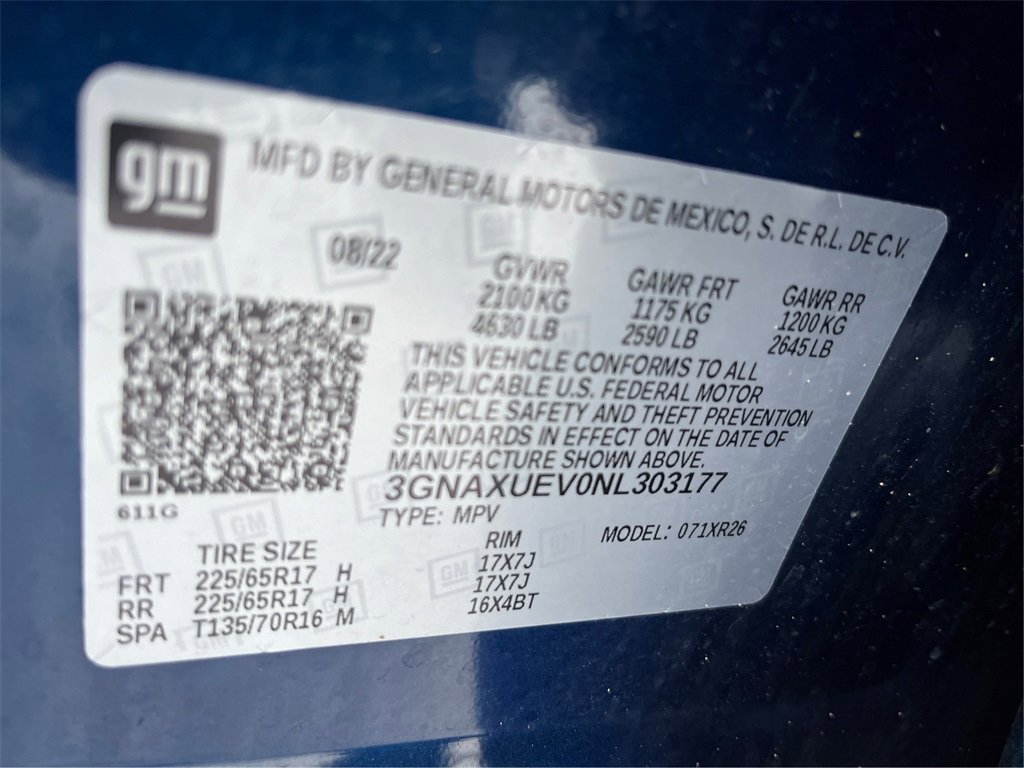 gm
MFD BY GENERAL MOTORS DE MEXICO, S. DE R.L. DE C.V.
08/22
GVWR GAWR FRT GAWR RR
2100 KG 1175 KG 1200 KG
4630 LB 2590 LB 2645 LB
THIS VEHICLE CONFORMS TO ALL
APPLICABLE U.S. FEDERAL MOTOR
VEHICLE SAFETY AND THEFT PREVENTION
STANDARDS IN EFFECT ON THE DATE OF
MANUFACTURE SHOWN ABOVE.
3GNAXUEV0NL303177
611G
TYPE: MPV MODEL: 071XR26
TIRE SIZE RIM
FRT 225/65R17 H 17X7J
RR 225/65R17 H 17X7J
SPA T135/70R16 M 16X4BT